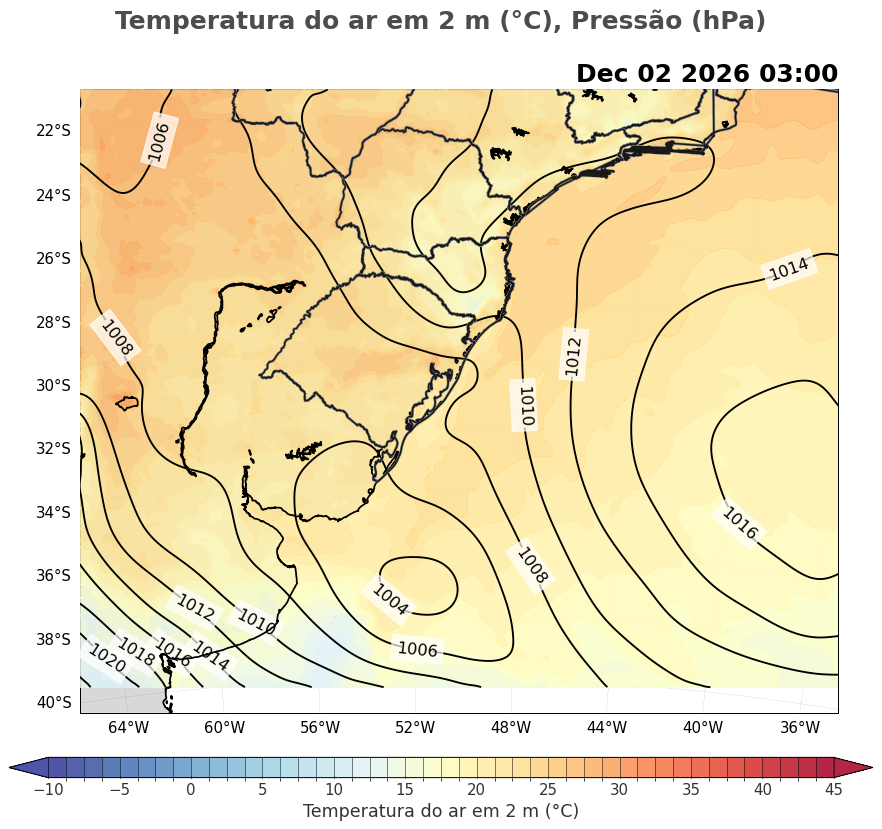 Temperatura do ar em 2 m (°C), Pressão (hPa)
Dec 02 2026 03:00
22°S
24°S
26°S
28°S
30°S
32°S
34°S
36°S
38°S
40°S
1006
1014
1008
1012
1010
1016
1008
1004
1012
1010
1006
1020
1018
1016
1014
64°W
60°W
56°W
52°W
48°W
44°W
40°W
36°W
−10
−5
0
5
10
15
20
25
30
35
40
45
Temperatura do ar em 2 m (°C)